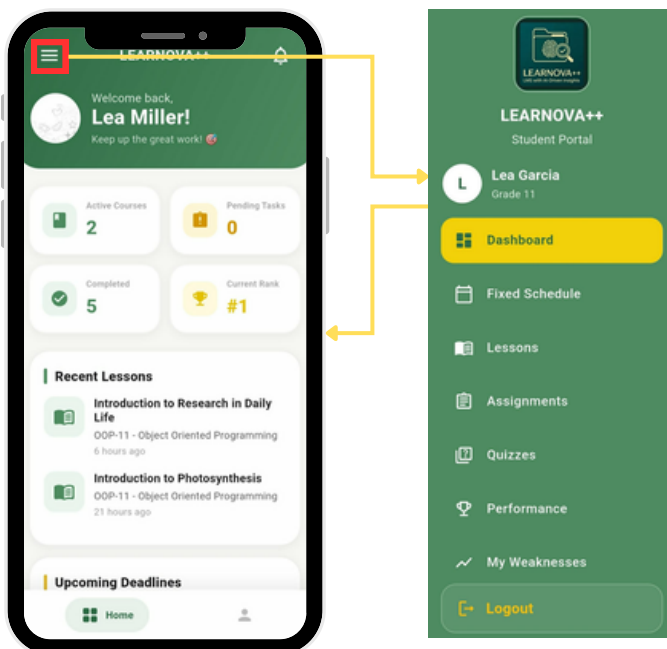 LEARNOVA++
Welcome back,
Lea Miller!
Keep up the great work! 🎯
Active Courses
2
Pending Tasks
0
Completed
5
Current Rank
#1
Recent Lessons
Introduction to Research in Daily
Life
OOP-11 - Object Oriented Programming
6 hours ago
Introduction to Photosynthesis
OOP-11 - Object Oriented Programming
21 hours ago
Upcoming Deadlines
Home
LEARNOVA++
LEARNOVA++
Student Portal
L
Lea Garcia
Grade 11
Dashboard
Fixed Schedule
Lessons
Assignments
Quizzes
Performance
My Weaknesses
Logout